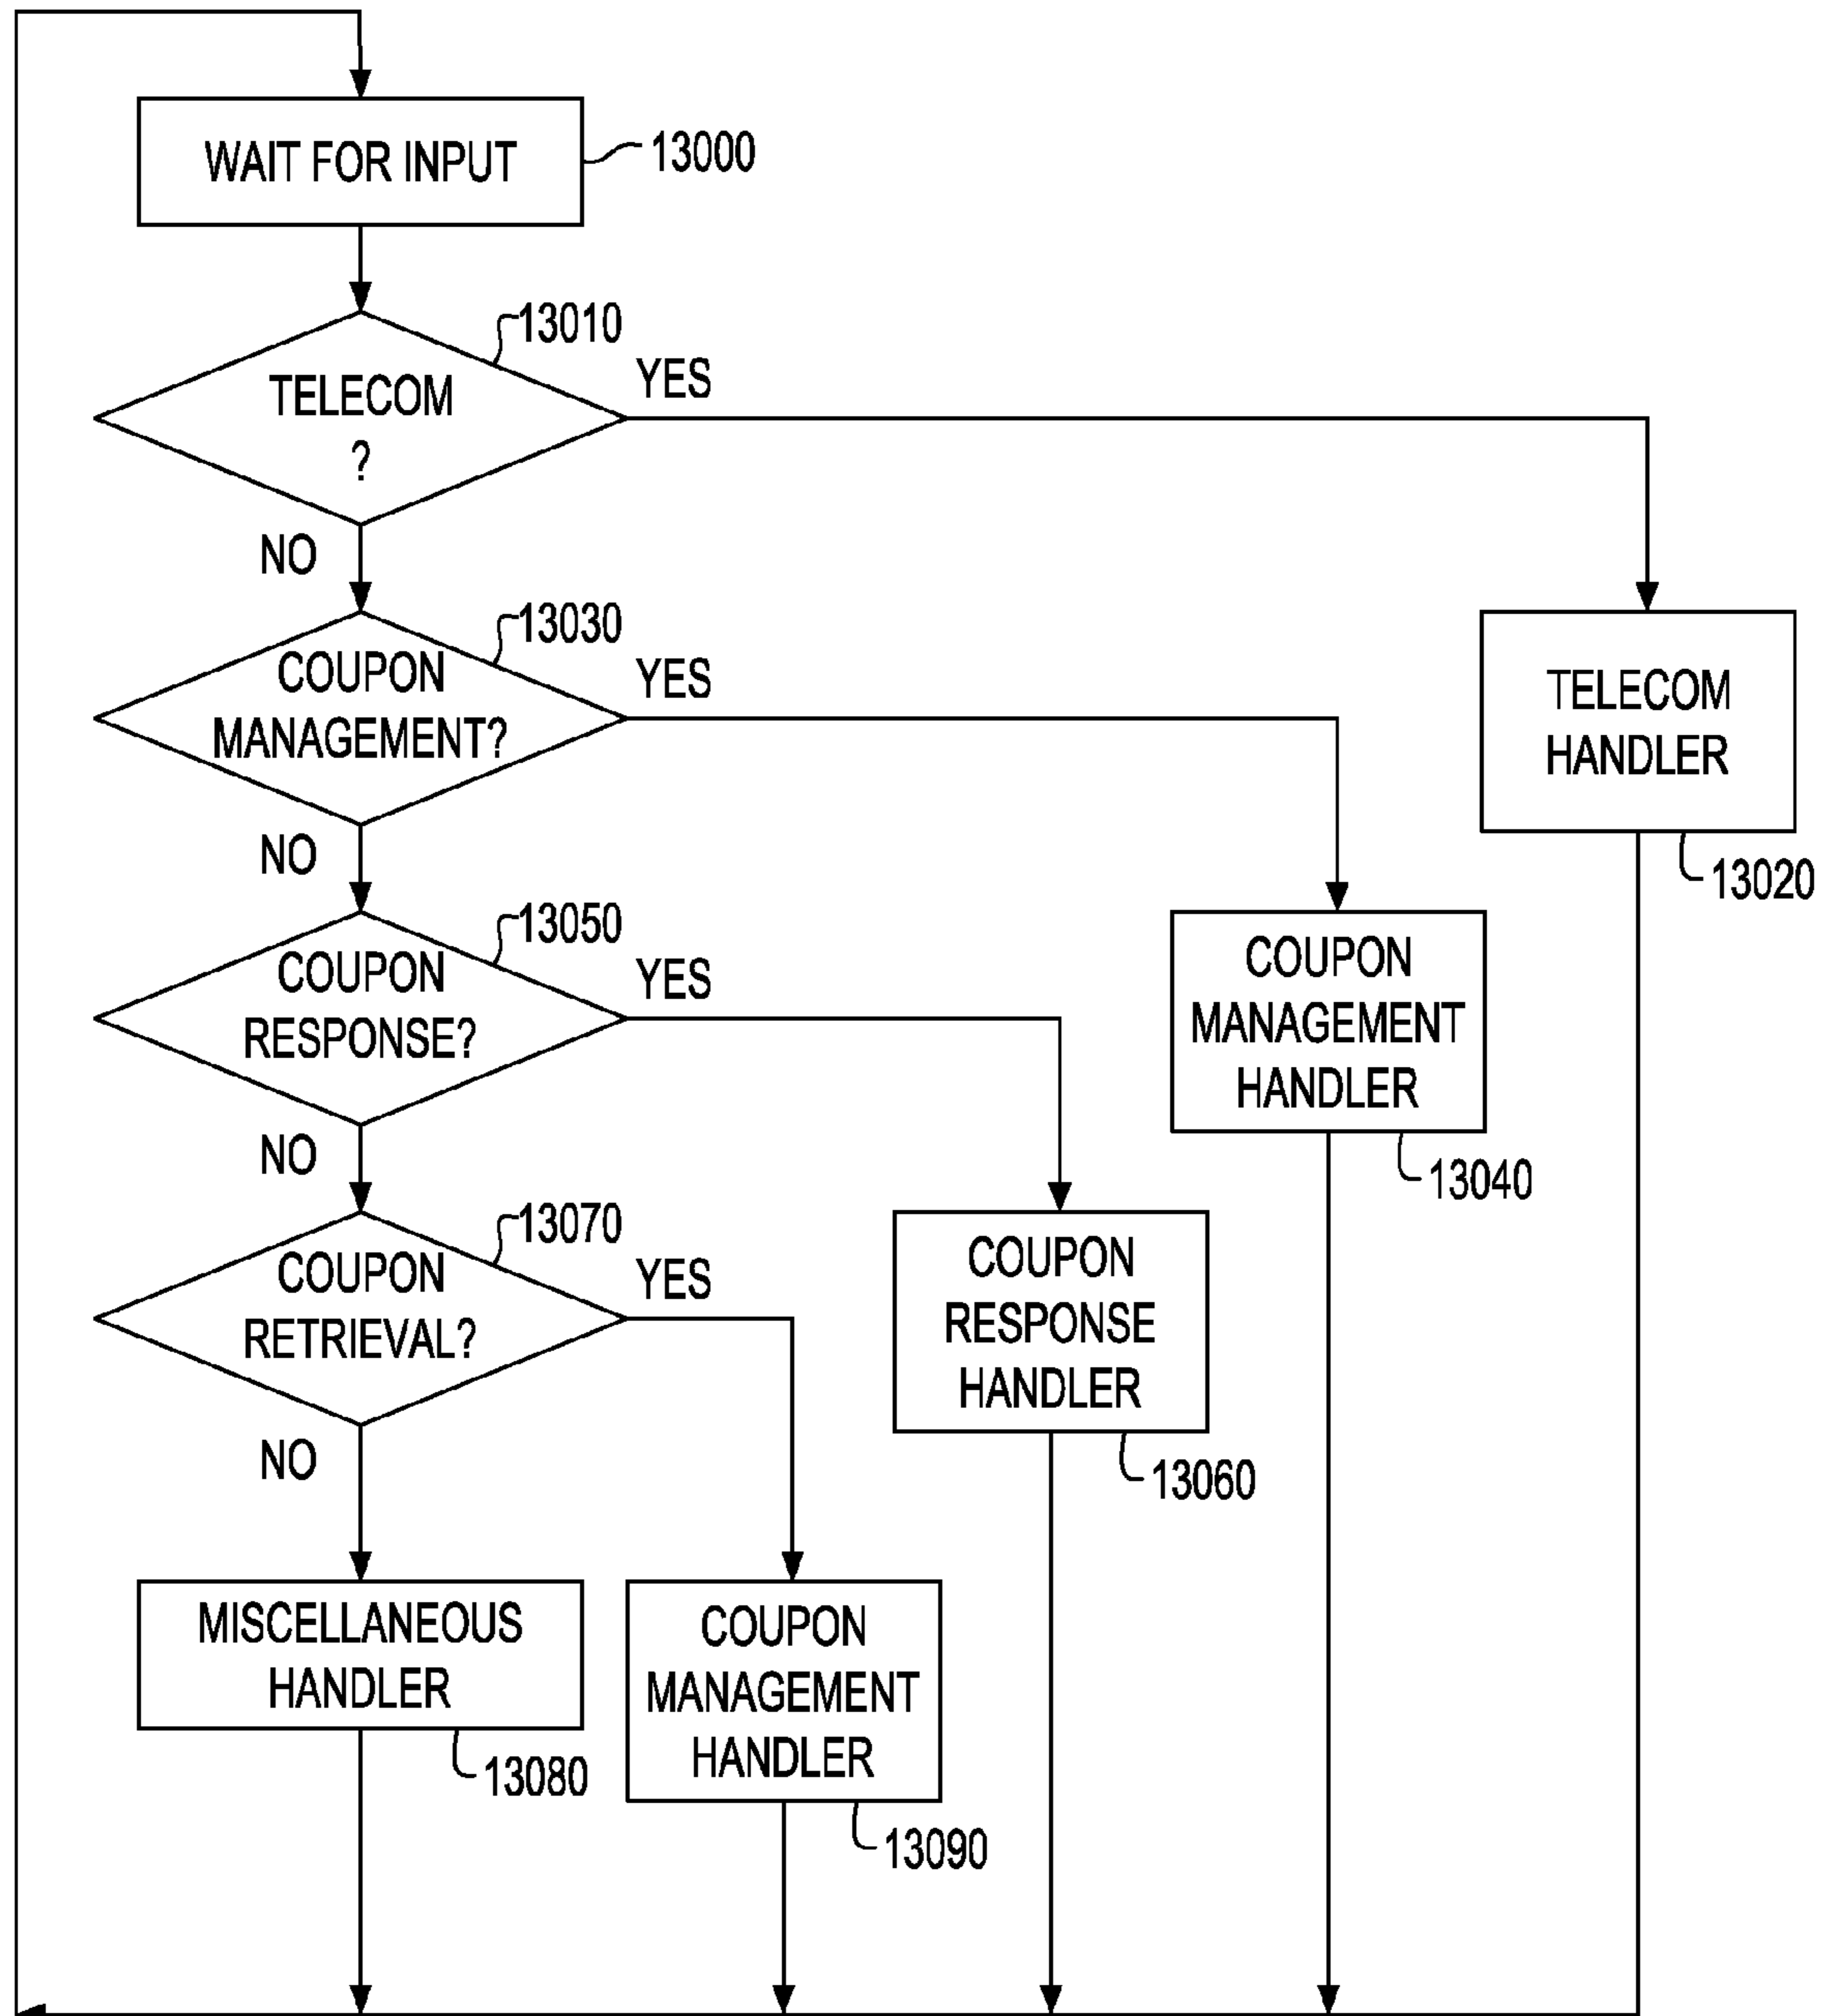 WAIT FOR INPUT
13000
13010
TELECOM
?
YES
NO
13030
COUPON
MANAGEMENT?
YES
NO
TELECOM
HANDLER
13020
13050
COUPON
RESPONSE?
YES
NO
COUPON
MANAGEMENT
HANDLER
13040
13070
COUPON
RETRIEVAL?
YES
NO
COUPON
RESPONSE
HANDLER
13060
MISCELLANEOUS
HANDLER
13080
COUPON
MANAGEMENT
HANDLER
13090